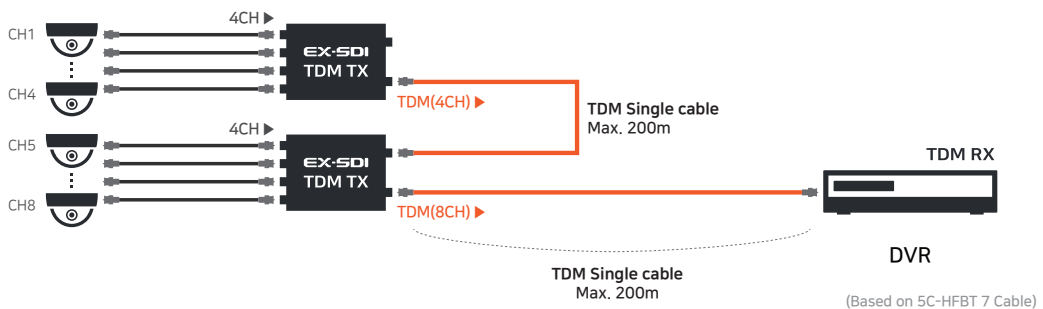 4CH ▶
CH1
EX-SDI
TDM TX
CH4
TDM(4CH) ▶
TDM Single cable
Max. 200m
4CH ▶
CH5
EX-SDI
TDM TX
CH8
TDM(8CH) ▶
TDM RX
DVR
TDM Single cable
Max. 200m
(Based on 5C-HFBT 7 Cable)